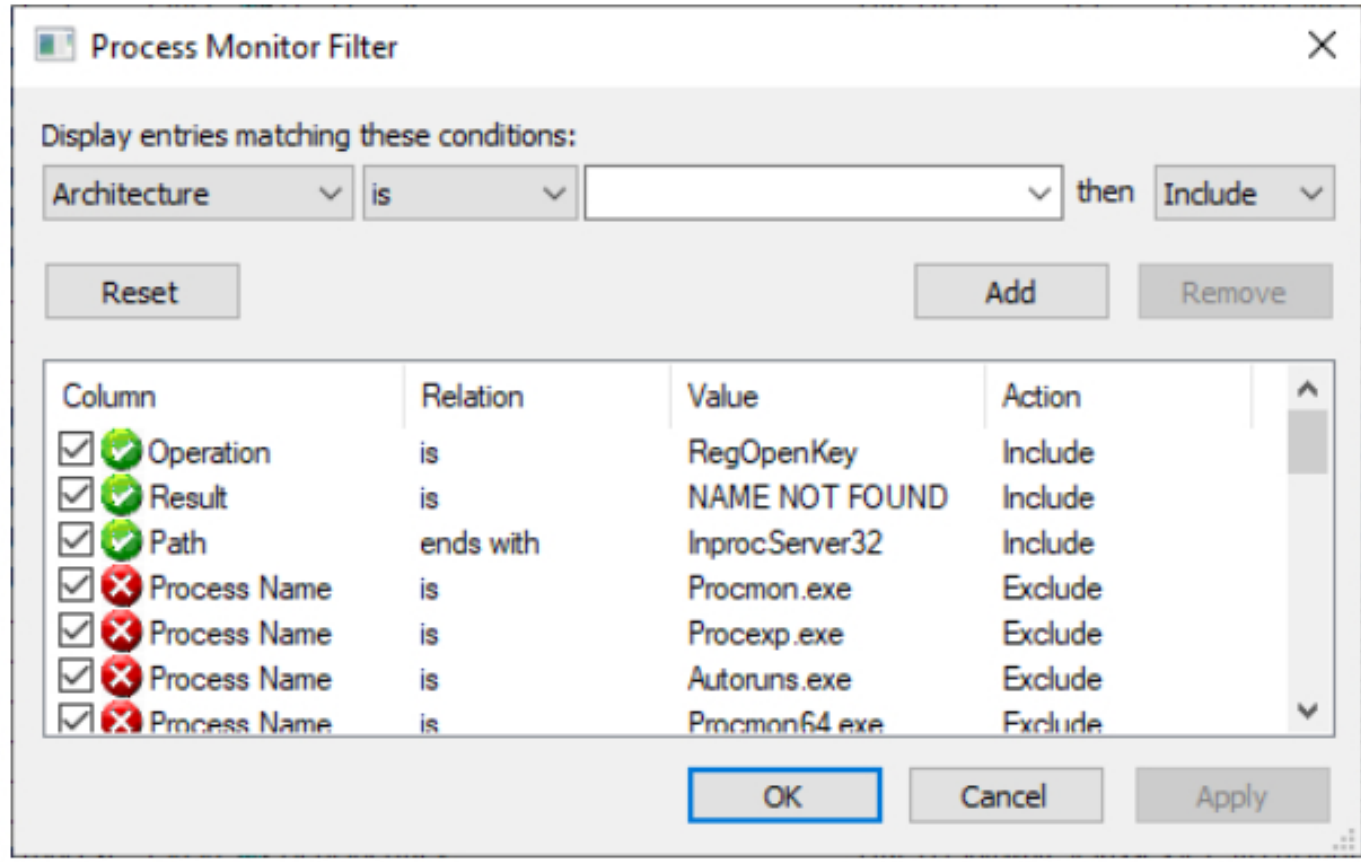 Process Monitor Filter
Display entries matching these conditions:
Architecture is then Include
Reset Add Remove
Column Relation Value Action
Operation is RegOpenKey Include
Result is NAME NOT FOUND Include
Path ends with InprocServer32 Include
Process Name is Procmon.exe Exclude
Process Name is Procexp.exe Exclude
Process Name is Autoruns.exe Exclude
Process Name is Procmon64.exe Exclude
OK Cancel Apply